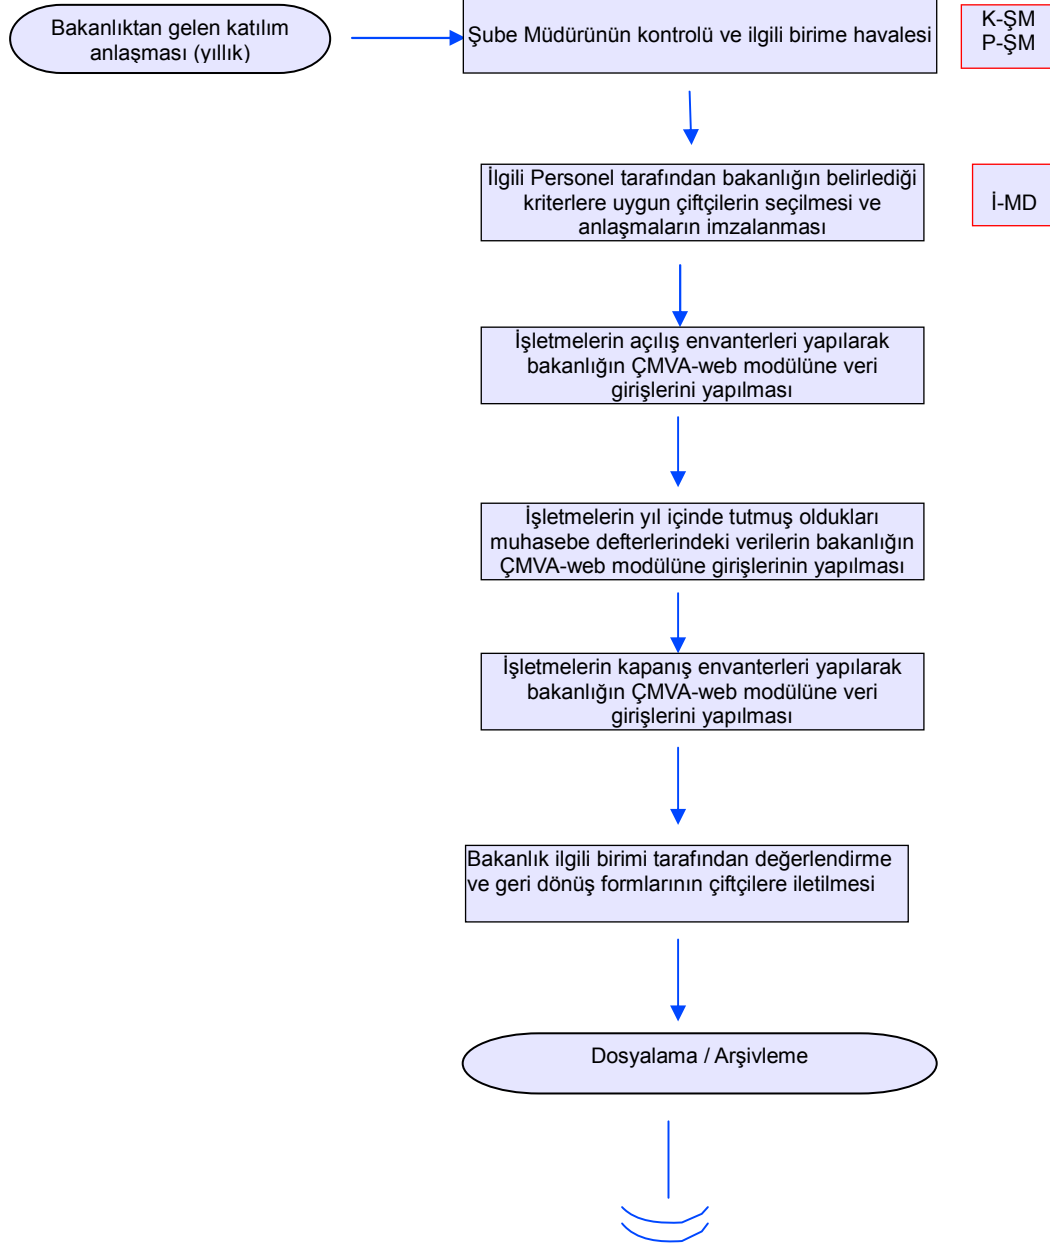 Bakanlıktan gelen katılım
anlaşması (yıllık)
Şube Müdürünün kontrolü ve ilgili birime havalesi
K-ŞM
P-ŞM
İlgili Personel tarafından bakanlığın belirlediği
kriterlere uygun çiftçilerin seçilmesi ve
anlaşmaların imzalanması
İ-MD
İşletmelerin açılış envanterleri yapılarak
bakanlığın ÇMVA-web modülüne veri
girişlerini yapılması
İşletmelerin yıl içinde tutmuş oldukları
muhasebe defterlerindeki verilerin bakanlığın
ÇMVA-web modülüne girişlerinin yapılması
İşletmelerin kapanış envanterleri yapılarak
bakanlığın ÇMVA-web modülüne veri
girişlerini yapılması
Bakanlık ilgili birimi tarafından değerlendirme
ve geri dönüş formlarının çiftçilere iletilmesi
Dosyalama / Arşivleme